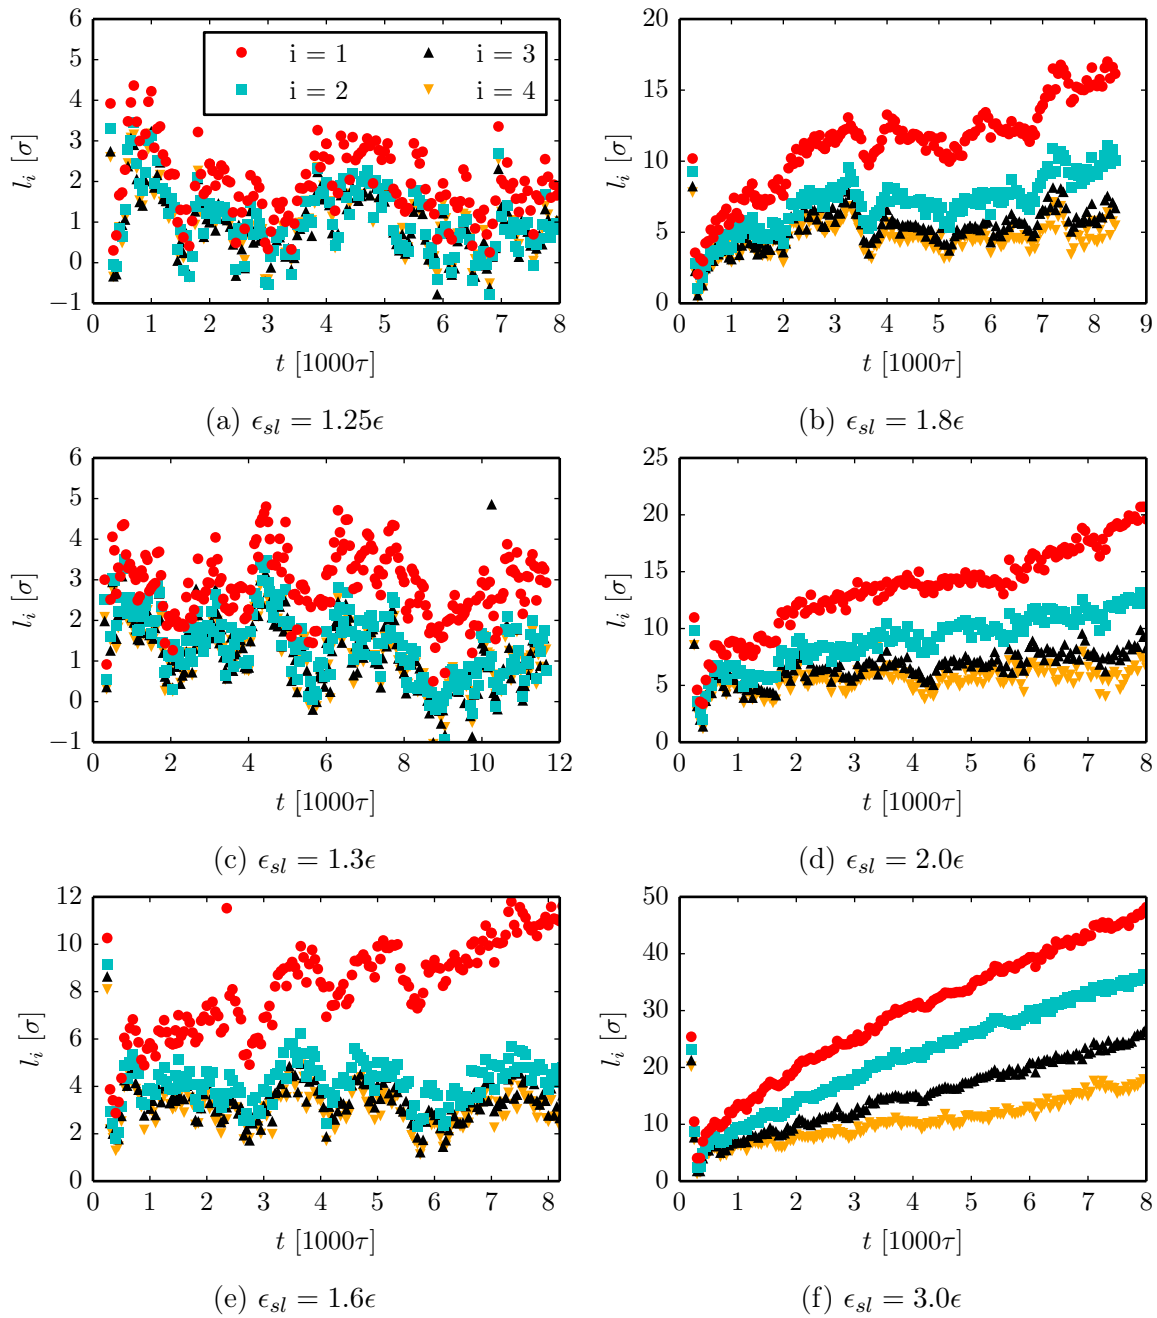 6
5
4
3
2
1
0
−1
l_i [σ]
i = 1
i = 2
i = 3
i = 4
0 1 2 3 4 5 6 7 8
t [1000τ]
(a) ϵ_sl = 1.25ϵ
20
15
10
5
0
l_i [σ]
0 1 2 3 4 5 6 7 8 9
t [1000τ]
(b) ϵ_sl = 1.8ϵ
6
5
4
3
2
1
0
−1
l_i [σ]
0 2 4 6 8 10 12
t [1000τ]
(c) ϵ_sl = 1.3ϵ
25
20
15
10
5
0
l_i [σ]
0 1 2 3 4 5 6 7 8
t [1000τ]
(d) ϵ_sl = 2.0ϵ
12
10
8
6
4
2
0
l_i [σ]
0 1 2 3 4 5 6 7 8
t [1000τ]
(e) ϵ_sl = 1.6ϵ
50
40
30
20
10
0
l_i [σ]
0 1 2 3 4 5 6 7 8
t [1000τ]
(f) ϵ_sl = 3.0ϵ